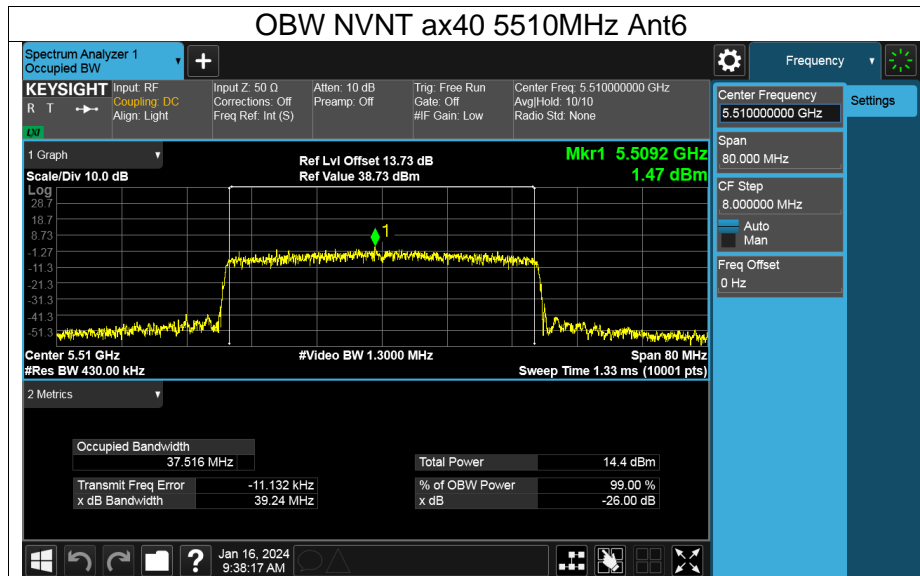 OBW NVNT ax40 5510MHz Ant6
Spectrum Analyzer 1
Occupied BW
+
Frequency
KEYSIGHT
R T
LXI
Input: RF
Coupling: DC
Align: Light
Input Z: 50 Ω
Corrections: Off
Freq Ref: Int (S)
Atten: 10 dB
Preamp: Off
Trig: Free Run
Gate: Off
#IF Gain: Low
Center Freq: 5.510000000 GHz
Avg|Hold: 10/10
Radio Std: None
Center Frequency
5.510000000 GHz
Settings
Span
80.000 MHz
CF Step
8.000000 MHz
Auto
Man
Freq Offset
0 Hz
1 Graph
Scale/Div 10.0 dB
Ref Lvl Offset 13.73 dB
Ref Value 38.73 dBm
Mkr1 5.5092 GHz
1.47 dBm
Log
28.7
18.7
8.73
-1.27
-11.3
-21.3
-31.3
-41.3
-51.3
1
Center 5.51 GHz
#Res BW 430.00 kHz
#Video BW 1.3000 MHz
Span 80 MHz
Sweep Time 1.33 ms (10001 pts)
2 Metrics
Occupied Bandwidth
37.516 MHz
Transmit Freq Error -11.132 kHz
x dB Bandwidth 39.24 MHz
Total Power 14.4 dBm
% of OBW Power 99.00 %
x dB -26.00 dB
?
Jan 16, 2024
9:38:17 AM